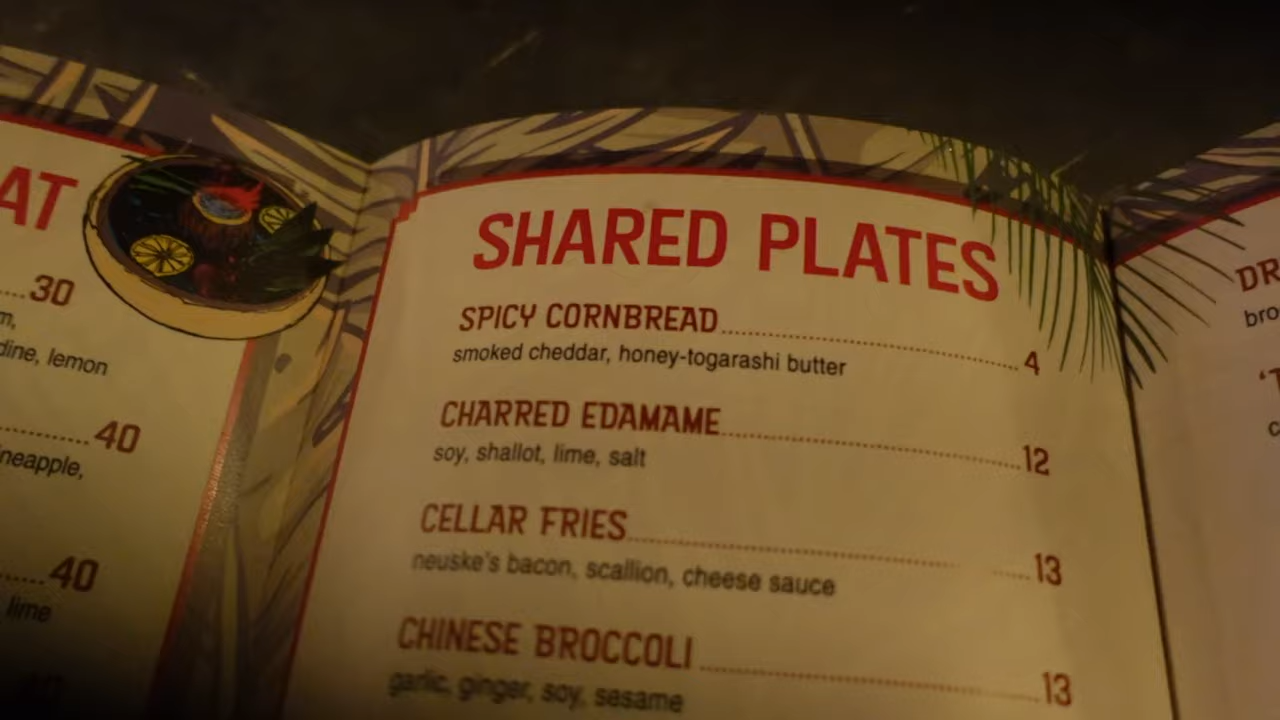 AT
30
dine, lemon
40
40
lime
SHARED PLATES
SPICY CORNBREAD 4
smoked cheddar, honey-togarashi butter
CHARRED EDAMAME 12
soy, shallot, lime, salt
CELLAR FRIES 13
neuske's bacon, scallion, cheese sauce
CHINESE BROCCOLI 13
garlic, ginger, soy, sesame
DR
bro